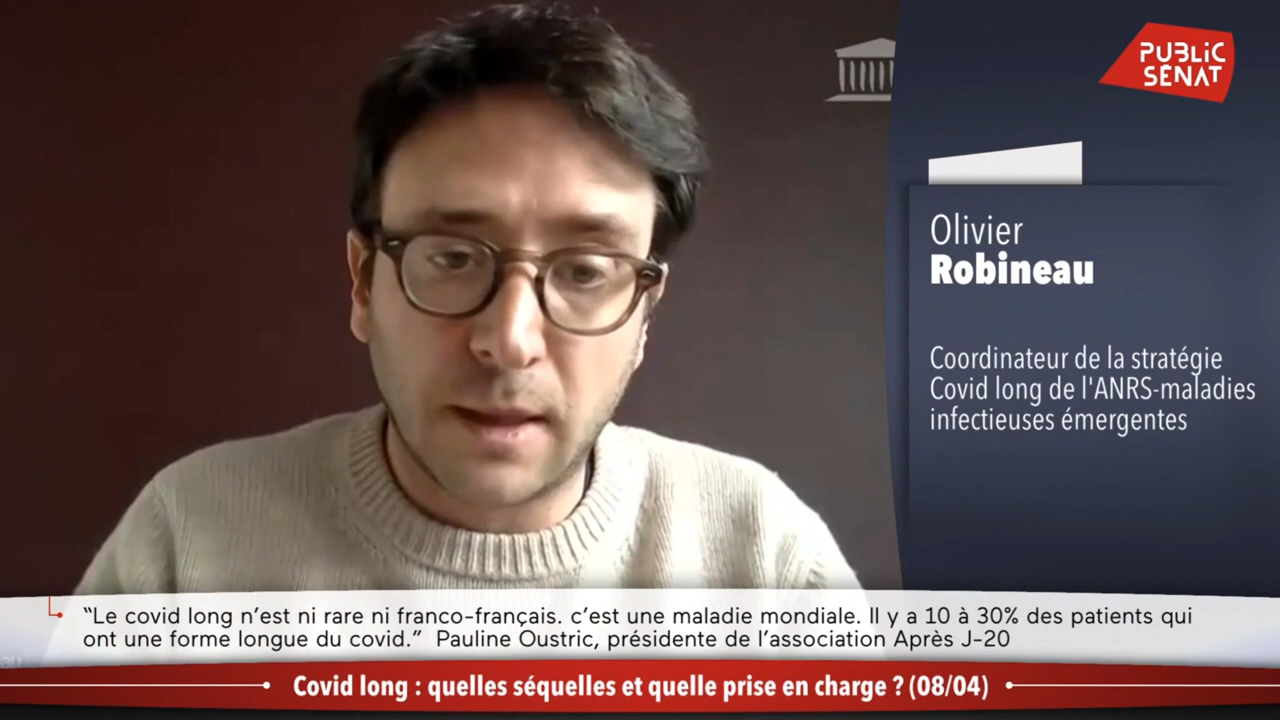 PUBLIC
SÉNAT
Olivier
Robineau
Coordinateur de la stratégie
Covid long de l'ANRS-maladies
infectieuses émergentes
“Le covid long n’est ni rare ni franco-français. c’est une maladie mondiale. Il y a 10 à 30% des patients qui
ont une forme longue du covid.” Pauline Oustric, présidente de l’association Après J-20
Covid long : quelles séquelles et quelle prise en charge ? (08/04)